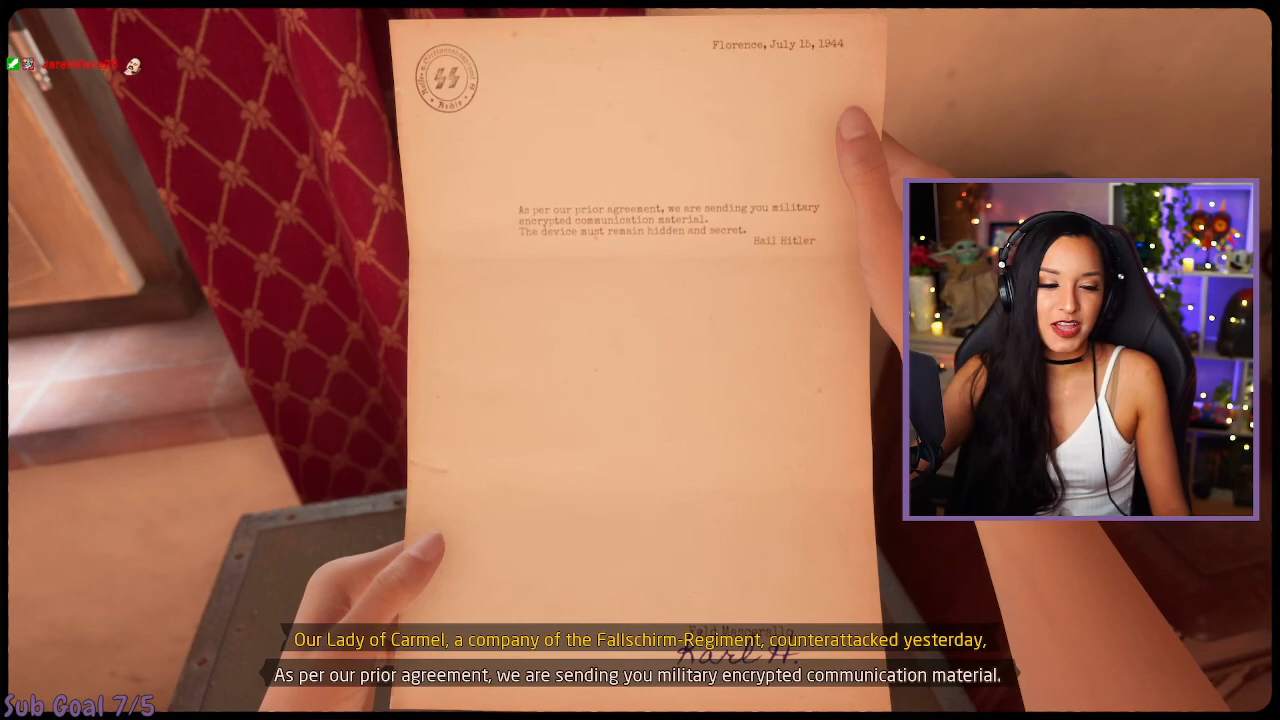 Florence, July 15, 1944
As per our prior agreement, we are sending you military
encrypted communication material.
The device must remain hidden and secret.
Hail Hitler
Karl H.
Our Lady of Carmel, a company of the Fallschirm-Regiment, counterattacked yesterday,
As per our prior agreement, we are sending you military encrypted communication material.
Sub Goal 7/5